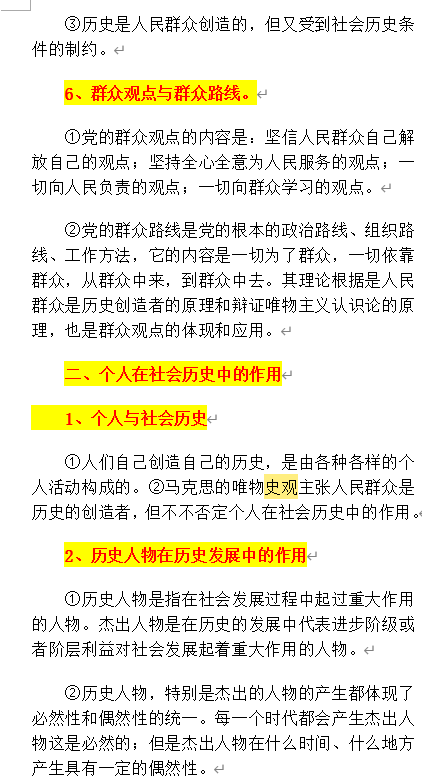 ③历史是人民群众创造的，但又受到社会历史条
件的制约。
6、群众观点与群众路线。
①党的群众观点的内容是：坚信人民群众自己解
放自己的观点；坚持全心全意为人民服务的观点；一
切向人民负责的观点；一切向群众学习的观点。
②党的群众路线是党的根本的政治路线、组织路
线、工作方法，它的内容是一切为了群众，一切依靠
群众，从群众中来，到群众中去。其理论根据是人民
群众是历史创造者的原理和辩证唯物主义认识论的原
理，也是群众观点的体现和应用。
二、个人在社会历史中的作用
1、个人与社会历史
①人们自己创造自己的历史，是由各种各样的个
人活动构成的。②马克思的唯物史观主张人民群众是
历史的创造者，但不不否定个人在社会历史中的作用。
2、历史人物在历史发展中的作用
①历史人物是指在社会发展过程中起过重大作用
的人物。杰出人物是在历史的发展中代表进步阶级或
者阶层利益对社会发展起着重大作用的人物。
②历史人物，特别是杰出的人物的产生都体现了
必然性和偶然性的统一。每一个时代都会产生杰出人
物这是必然的；但是杰出人物在什么时间、什么地方
产生具有一定的偶然性。